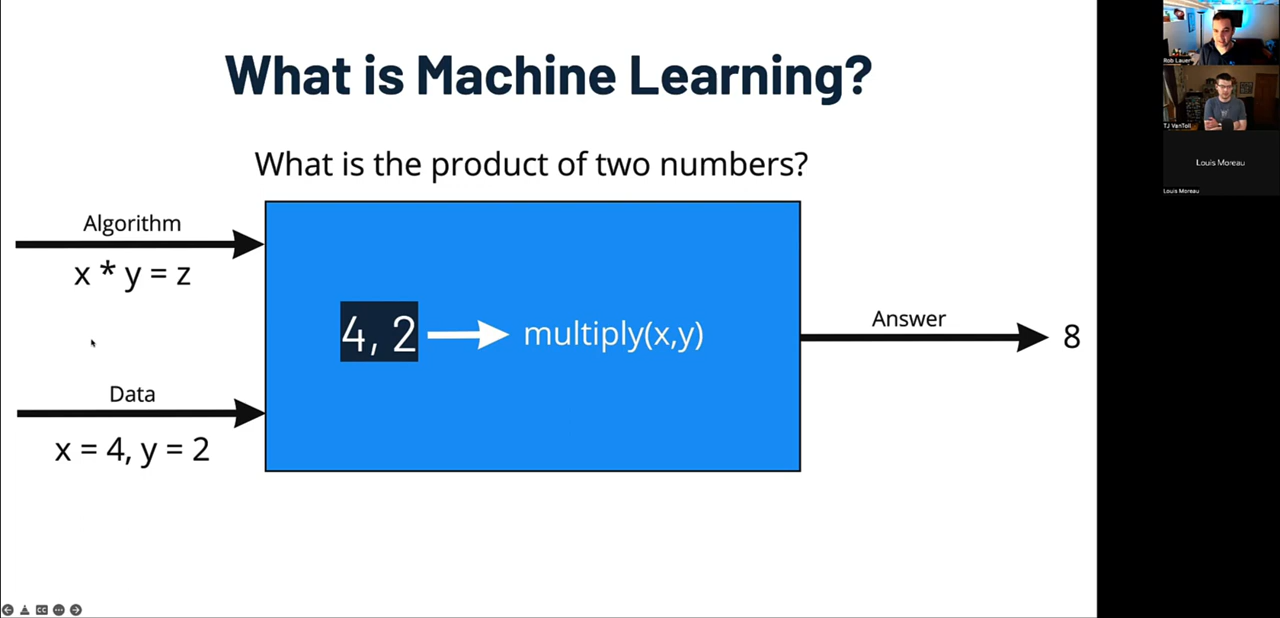 What is Machine Learning?
What is the product of two numbers?
Algorithm
x * y = z
4, 2
multiply(x,y)
Answer
8
Data
x = 4, y = 2
CC
Rob Lauer
TJ VanToll
Louis Moreau
Louis Moreau